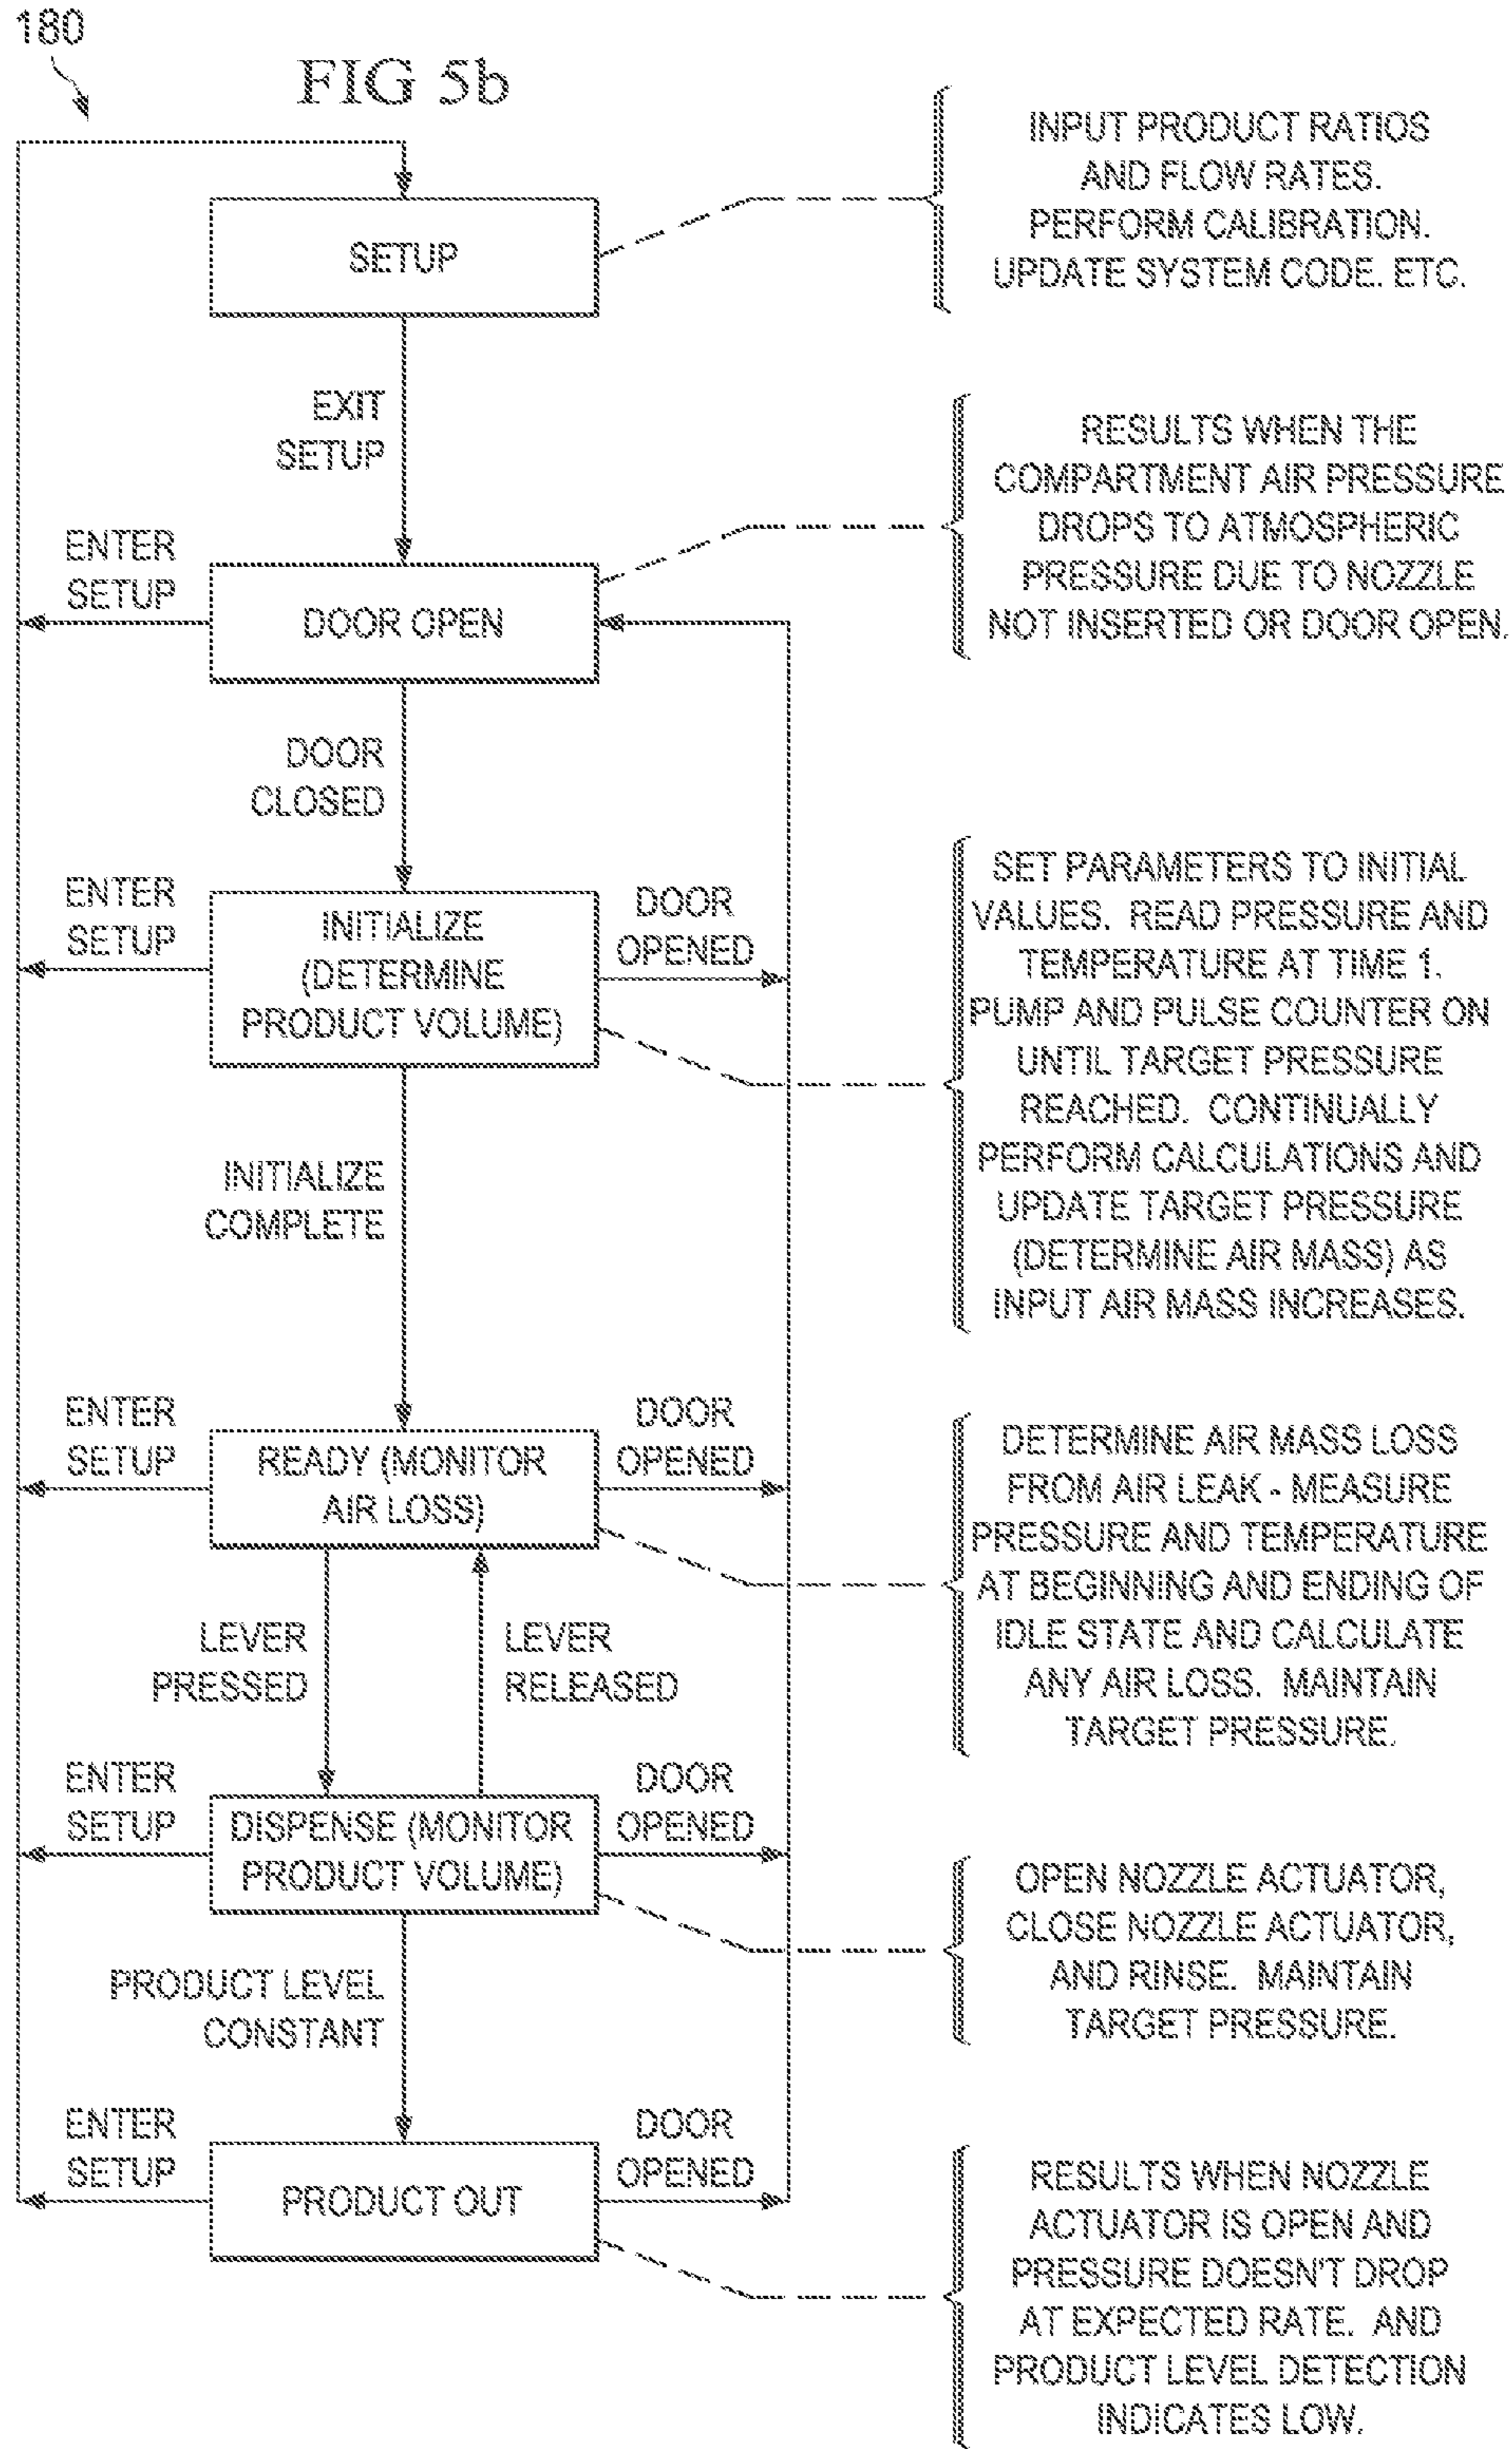 180
FIG 5b
SETUP
INPUT PRODUCT RATIOS
AND FLOW RATES.
PERFORM CALIBRATION.
UPDATE SYSTEM CODE. ETC.
EXIT
SETUP
ENTER
SETUP
DOOR OPEN
RESULTS WHEN THE
COMPARTMENT AIR PRESSURE
DROPS TO ATMOSPHERIC
PRESSURE DUE TO NOZZLE
NOT INSERTED OR DOOR OPEN.
DOOR
CLOSED
ENTER
SETUP
INITIALIZE
(DETERMINE
PRODUCT VOLUME)
DOOR
OPENED
SET PARAMETERS TO INITIAL
VALUES. READ PRESSURE AND
TEMPERATURE AT TIME 1.
PUMP AND PULSE COUNTER ON
UNTIL TARGET PRESSURE
REACHED. CONTINUALLY
PERFORM CALCULATIONS AND
UPDATE TARGET PRESSURE
(DETERMINE AIR MASS) AS
INPUT AIR MASS INCREASES.
INITIALIZE
COMPLETE
ENTER
SETUP
READY (MONITOR
AIR LOSS)
DOOR
OPENED
DETERMINE AIR MASS LOSS
FROM AIR LEAK - MEASURE
PRESSURE AND TEMPERATURE
AT BEGINNING AND ENDING OF
IDLE STATE AND CALCULATE
ANY AIR LOSS. MAINTAIN
TARGET PRESSURE.
LEVER
PRESSED
LEVER
RELEASED
ENTER
SETUP
DISPENSE (MONITOR
PRODUCT VOLUME)
DOOR
OPENED
OPEN NOZZLE ACTUATOR,
CLOSE NOZZLE ACTUATOR,
AND RINSE. MAINTAIN
TARGET PRESSURE.
PRODUCT LEVEL
CONSTANT
ENTER
SETUP
PRODUCT OUT
DOOR
OPENED
RESULTS WHEN NOZZLE
ACTUATOR IS OPEN AND
PRESSURE DOESN'T DROP
AT EXPECTED RATE. AND
PRODUCT LEVEL DETECTION
INDICATES LOW.